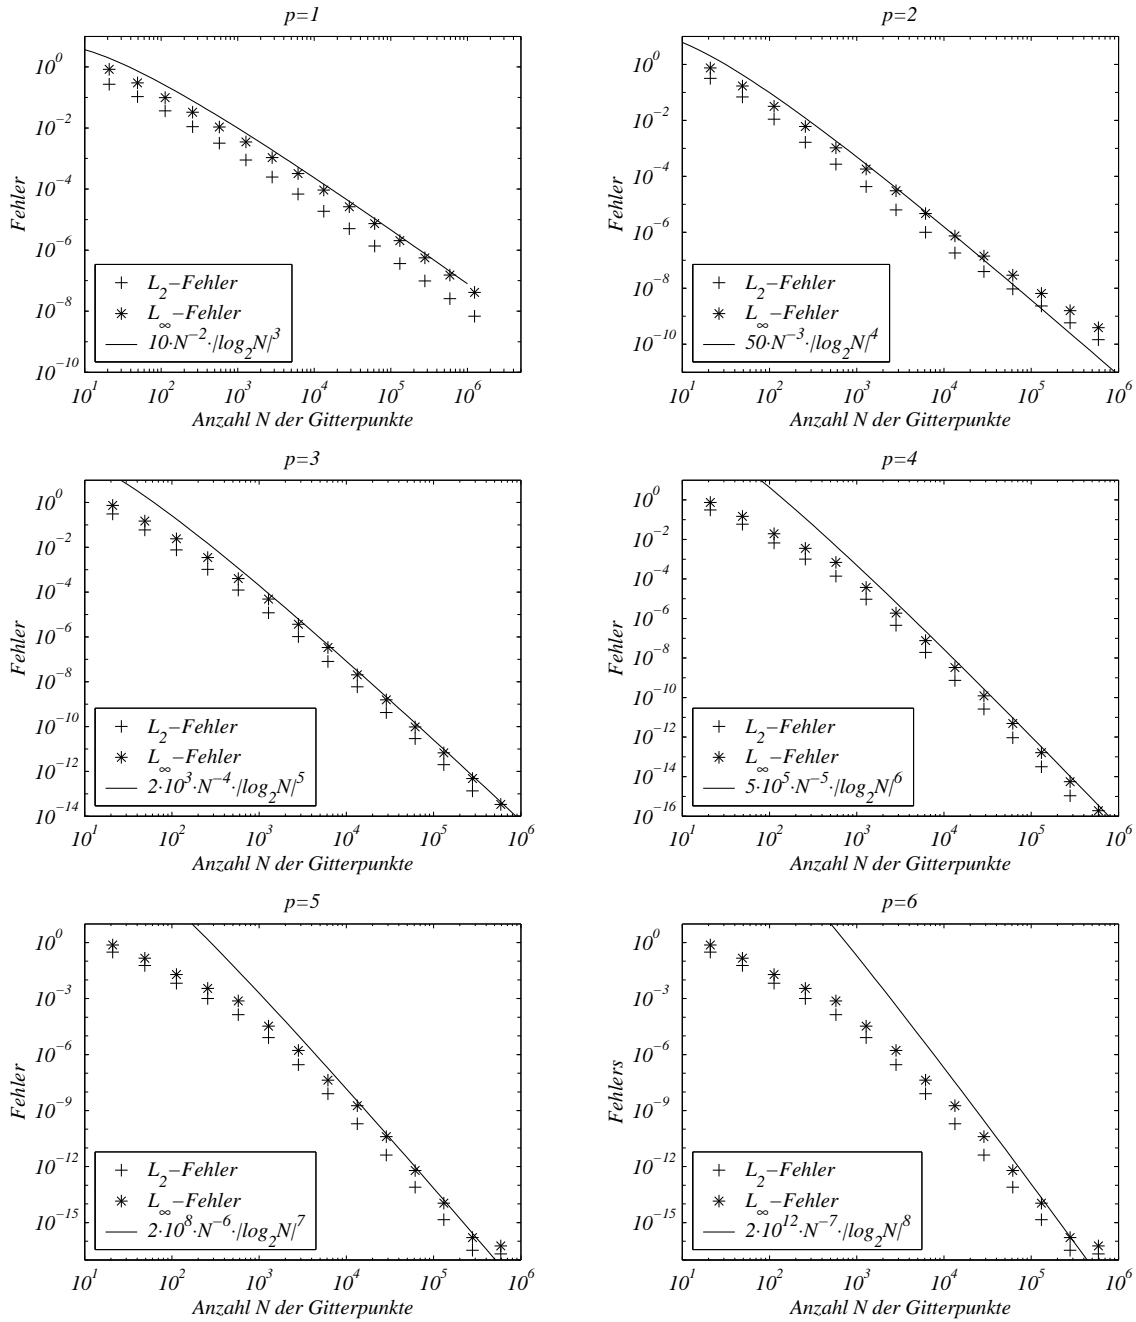 p=1
10^0
10^-2
10^-4
10^-6
10^-8
10^-10
Fehler
L_2-Fehler
L_∞-Fehler
10·N^-2·|log_2N|^3
10^1 10^2 10^3 10^4 10^5 10^6
Anzahl N der Gitterpunkte
p=2
10^0
10^-2
10^-4
10^-6
10^-8
10^-10
Fehler
L_2-Fehler
L_∞-Fehler
50·N^-3·|log_2N|^4
10^1 10^2 10^3 10^4 10^5 10^6
Anzahl N der Gitterpunkte
p=3
10^0
10^-2
10^-4
10^-6
10^-8
10^-10
10^-12
10^-14
Fehler
L_2-Fehler
L_∞-Fehler
2·10^3·N^-4·|log_2N|^5
10^1 10^2 10^3 10^4 10^5 10^6
Anzahl N der Gitterpunkte
p=4
10^0
10^-2
10^-4
10^-6
10^-8
10^-10
10^-12
10^-14
10^-16
Fehler
L_2-Fehler
L_∞-Fehler
5·10^5·N^-5·|log_2N|^6
10^1 10^2 10^3 10^4 10^5 10^6
Anzahl N der Gitterpunkte
p=5
10^0
10^-3
10^-6
10^-9
10^-12
10^-15
Fehler
L_2-Fehler
L_∞-Fehler
2·10^8·N^-6·|log_2N|^7
10^1 10^2 10^3 10^4 10^5 10^6
Anzahl N der Gitterpunkte
p=6
10^0
10^-3
10^-6
10^-9
10^-12
10^-15
Fehlers
L_2-Fehler
L_∞-Fehler
2·10^12·N^-7·|log_2N|^8
10^1 10^2 10^3 10^4 10^5 10^6
Anzahl N der Gitterpunkte